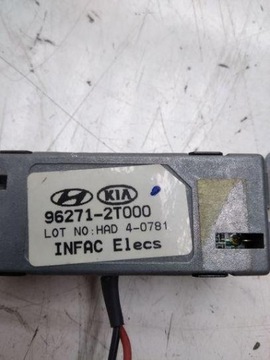 KIA
96271-2T000
LOT NO:HAD 4-0781
INFAC Elecs